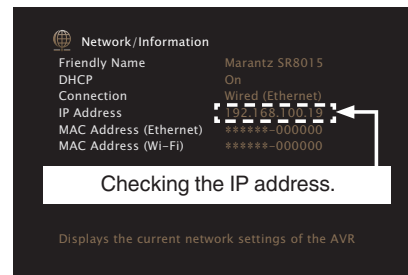 Network/Information
Friendly Name Marantz SR8015
DHCP On
Connection Wired (Ethernet)
IP Address 192.168.100.19
MAC Address (Ethernet) ******-000000
MAC Address (Wi-Fi) ******-000000
Checking the IP address.
Displays the current network settings of the AVR